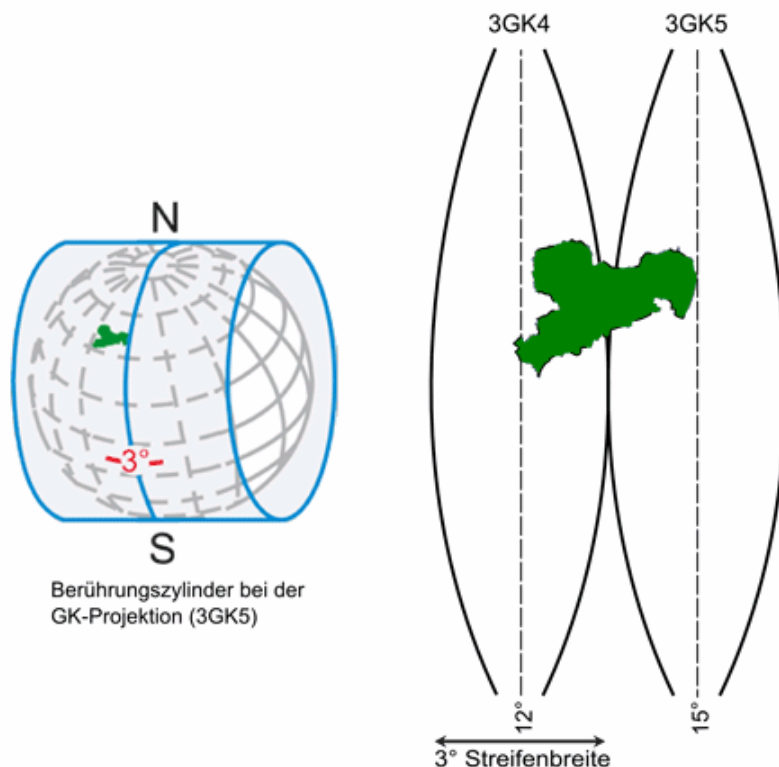 3GK4
3GK5
N
3°
S
Berührungszylinder bei der
GK-Projektion (3GK5)
12°
15°
3° Streifenbreite